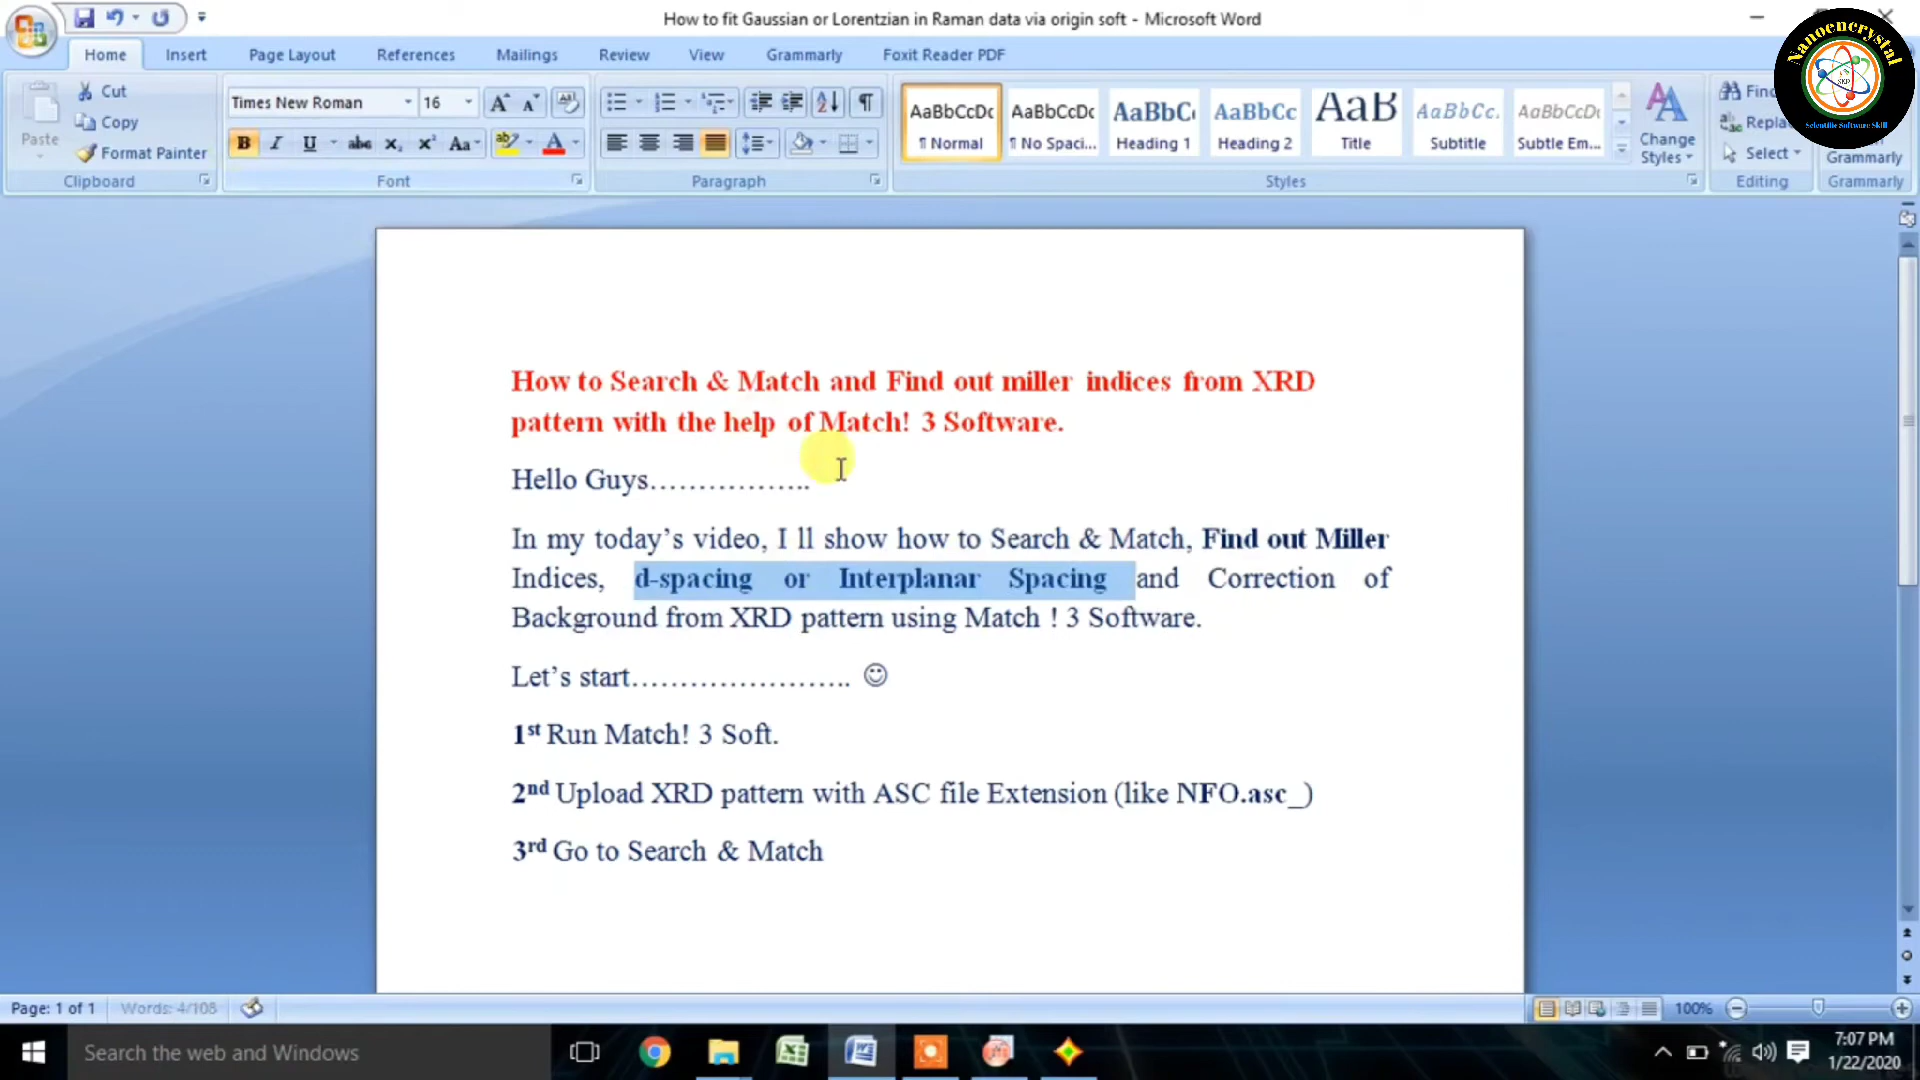 How to fit Gaussian or Lorentzian in Raman data via origin soft - Microsoft Word
Home Insert Page Layout References Mailings Review View Grammarly Foxit Reader PDF
Nanoencrystal
SKD
Scientific Software Skill
Paste
Cut
Copy
Format Painter
Clipboard
Times New Roman 16
Font
Paragraph
AaBbCcDc AaBbCcDc AaBbC AaBbCc AaB AaBbCc. AaBbCcDt
¶ Normal ¶ No Spaci... Heading 1 Heading 2 Title Subtitle Subtle Em...
Change
Styles
Styles
Find
Replac
Select
Editing
Grammarly
Grammarly
How to Search & Match and Find out miller indices from XRD
pattern with the help of Match! 3 Software.
Hello Guys……………..
In my today’s video, I ll show how to Search & Match, Find out Miller
Indices, d-spacing or Interplanar Spacing and Correction of
Background from XRD pattern using Match ! 3 Software.
Let’s start………………….. ☺
1st Run Match! 3 Soft.
2nd Upload XRD pattern with ASC file Extension (like NFO.asc_)
3rd Go to Search & Match
Page: 1 of 1 Words: 4/108 100%
Search the web and Windows
7:07 PM
1/22/2020